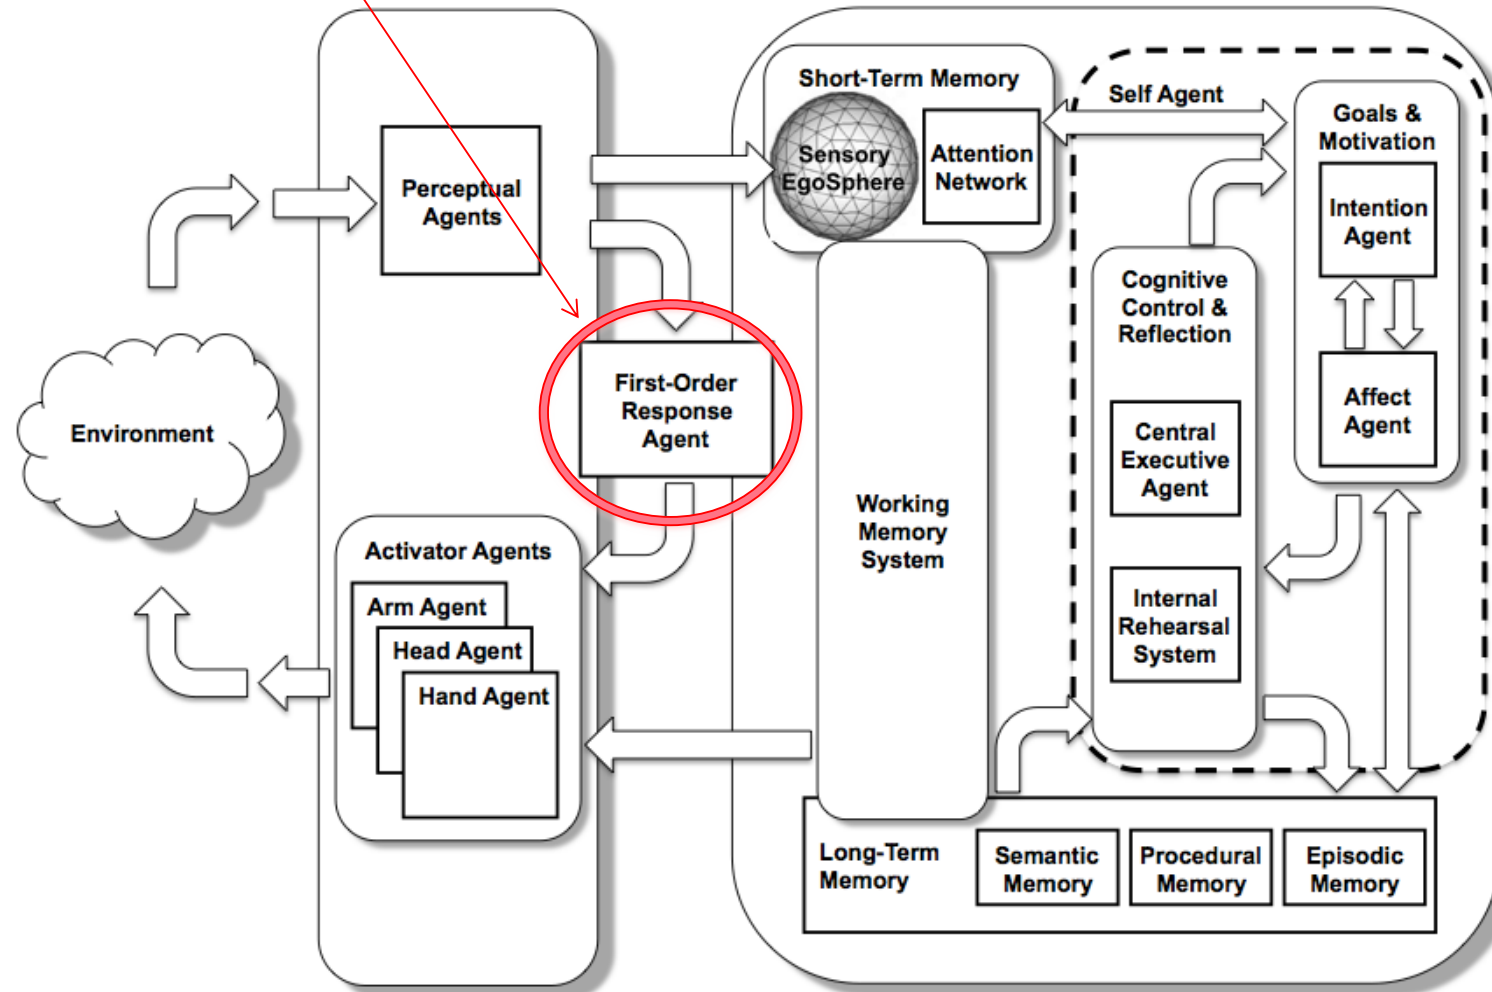 Short-Term Memory
Sensory
EgoSphere
Attention
Network
Self Agent
Goals &
Motivation
Intention
Agent
Affect
Agent
Perceptual
Agents
Cognitive
Control &
Reflection
Central
Executive
Agent
Internal
Rehearsal
System
First-Order
Response
Agent
Environment
Working
Memory
System
Activator Agents
Arm Agent
Head Agent
Hand Agent
Long-Term
Memory
Semantic
Memory
Procedural
Memory
Episodic
Memory